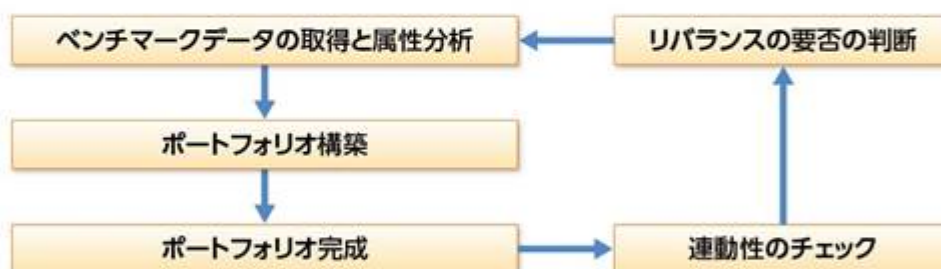 ベンチマークデータの取得と属性分析
リバランスの要否の判断
ポートフォリオ構築
ポートフォリオ完成
連動性のチェック